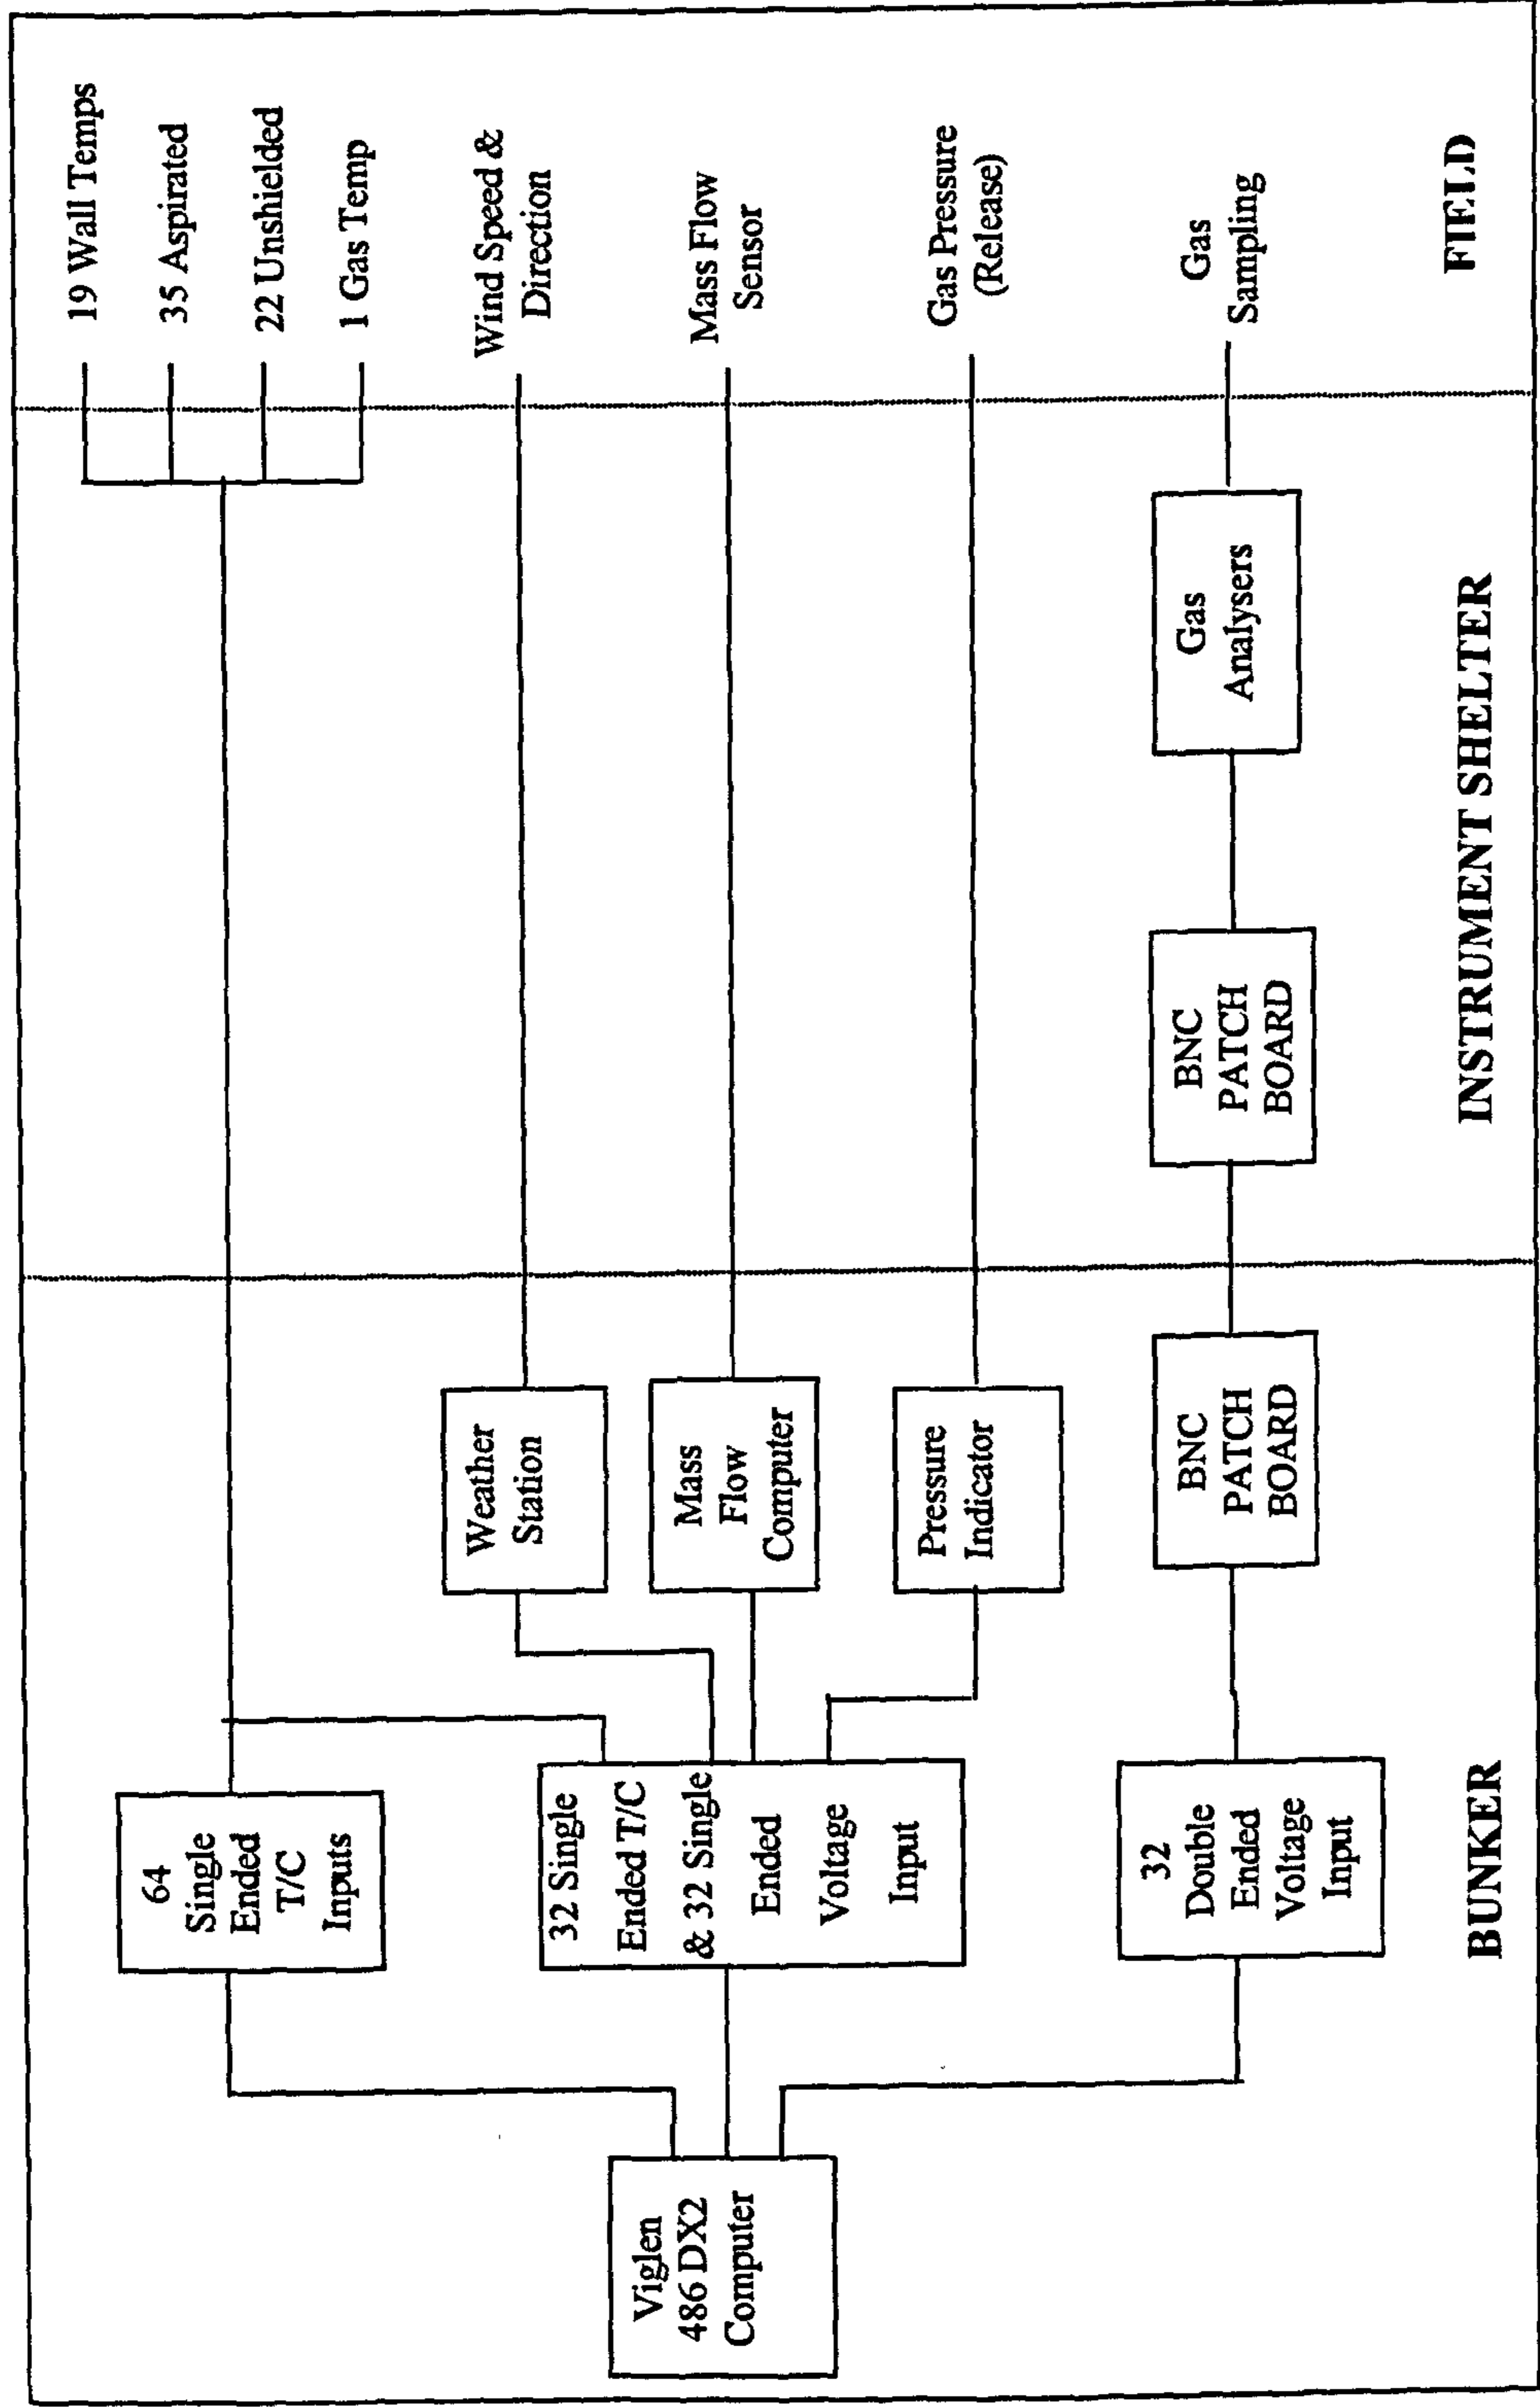 Viglen
486 DX2
Computer
64
Single
Ended
T/C
Inputs
32 Single
Ended T/C
& 32 Single
Ended
Voltage
Input
32
Double
Ended
Voltage
Input
Weather
Station
Mass
Flow
Computer
Pressure
Indicator
BNC
PATCH
BOARD
BUNKER
BNC
PATCH
BOARD
Gas
Analysers
INSTRUMENT SHELTER
19 Wall Temps
35 Aspirated
22 Unshielded
1 Gas Temp
Wind Speed &
Direction
Mass Flow
Sensor
Gas Pressure
(Release)
Gas
Sampling
FIELD